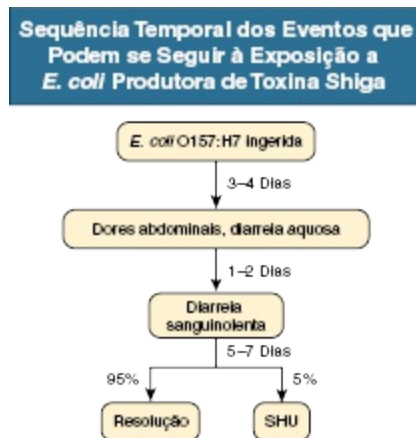 Sequência Temporal dos Eventos que
Podem se Seguir à Exposição a
E. coli Produtora de Toxina Shiga
E. coli O157:H7 ingerida
3–4 Dias
Dores abdominais, diarreia aquosa
1–2 Dias
Diarreia
sanguinolenta
5–7 Dias
95%
5%
Resolução
SHU